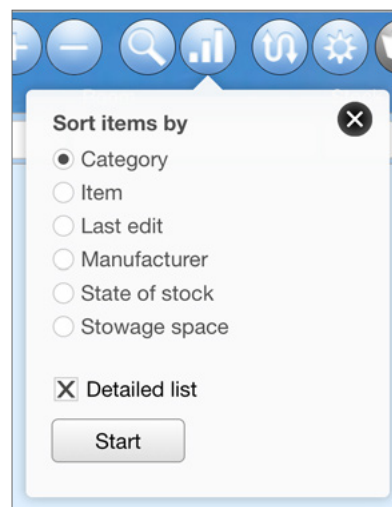 Sort items by
Category
Item
Last edit
Manufacturer
State of stock
Stowage space
Detailed list
Start